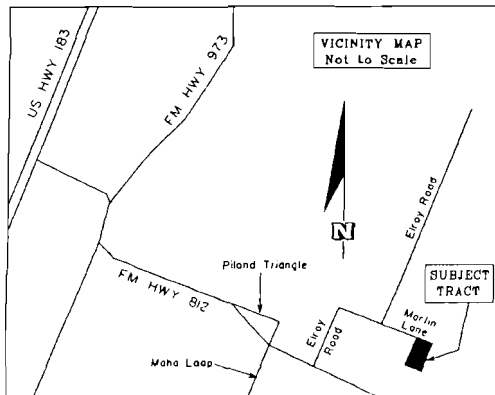 VICINITY MAP
Not to Scale
US HWY 183
FM HWY 973
Elroy Road
N
Piland Triangle
SUBJECT
TRACT
FM HWY 812
Marlin
Lane
Elroy
Road
Maha Loop